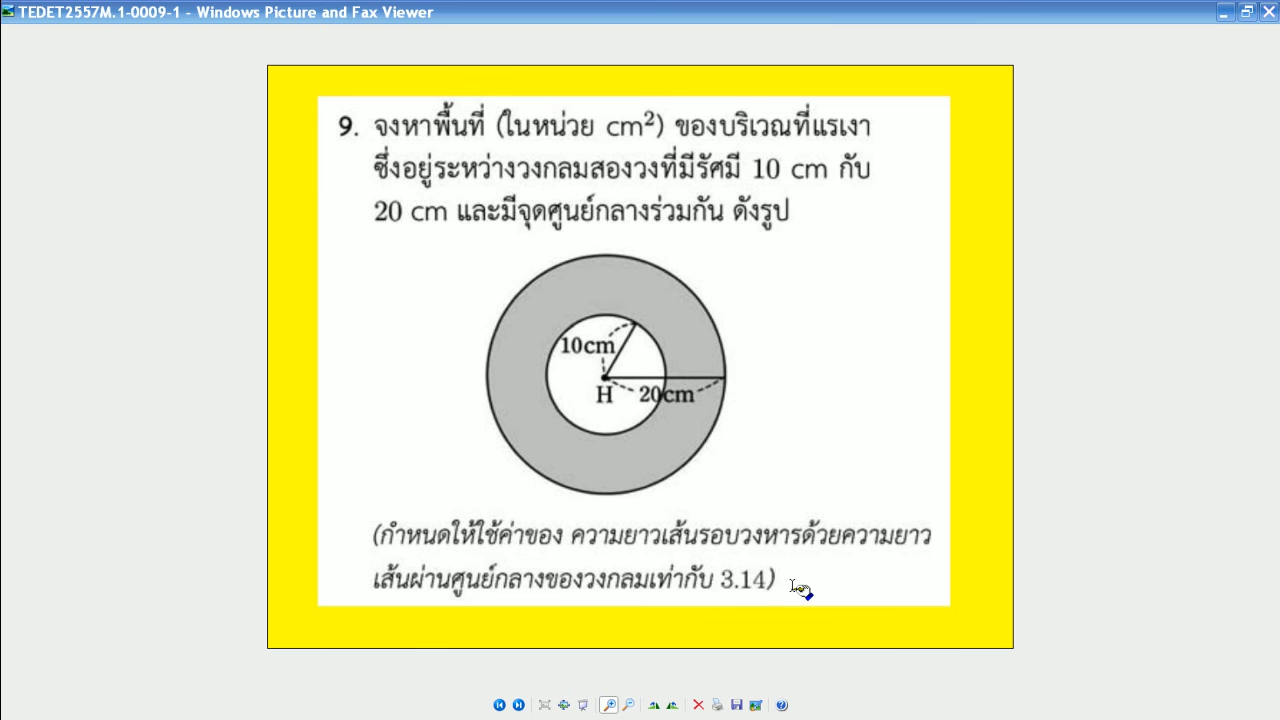 TEDET2557M.1-0009-1 - Windows Picture and Fax Viewer
9. จงหาพื้นที่ (ในหน่วย cm²) ของบริเวณที่แรเงา
ซึ่งอยู่ระหว่างวงกลมสองวงที่มีรัศมี 10 cm กับ
20 cm และมีจุดศูนย์กลางร่วมกัน ดังรูป
10cm
H 20cm
(กำหนดให้ใช้ค่าของ ความยาวเส้นรอบวงหารด้วยความยาว
เส้นผ่านศูนย์กลางของวงกลมเท่ากับ 3.14)